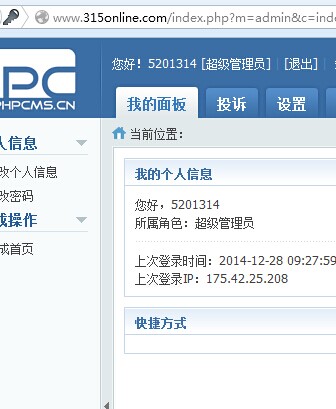 www.315online.com/index.php?m=admin&c=ind
PC
PHPCMS.CN
您好！5201314 [超级管理员] | [退出] |
我的面板 投诉 设置
人信息
当前位置：
改个人信息
改密码
我的个人信息
您好，5201314
所属角色：超级管理员
成操作
成首页
上次登录时间：2014-12-28 09:27:59
上次登录IP：175.42.25.208
快捷方式